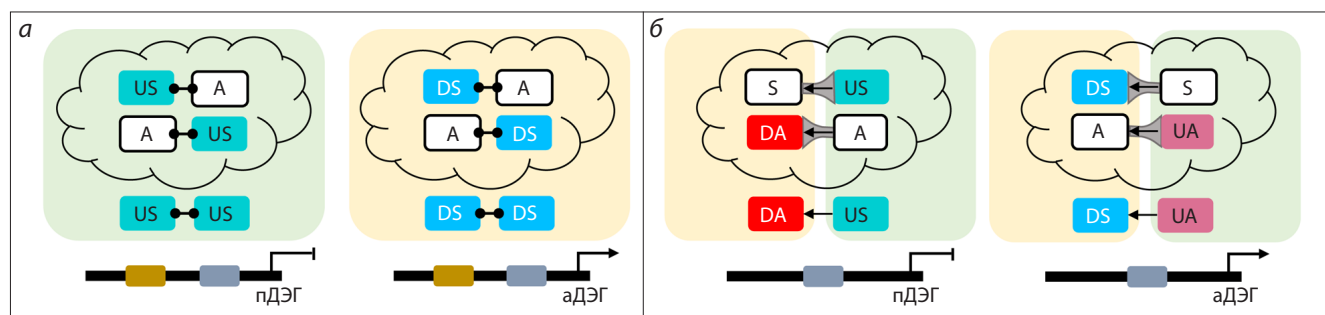 а
US A
A US
US US
пДЭГ
DS A
A DS
DS DS
аДЭГ
б
S US
DA A
DA US
пДЭГ
DS S
A UA
DS UA
аДЭГ